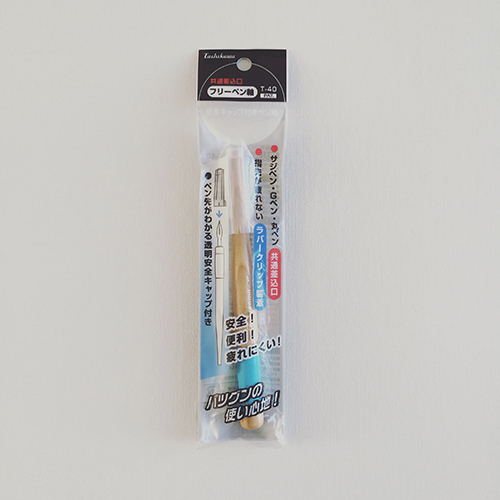 Tachikawa
共通差込口
フリーペン軸 T-40
● サジペン・Gペン・丸ペン 共通差込口
● 指先が疲れない ラバーグリップ装着
● ペン先がわかる透明安全キャップ付き
安全!
便利!
疲れにくい!
バツグンの
使い心地!